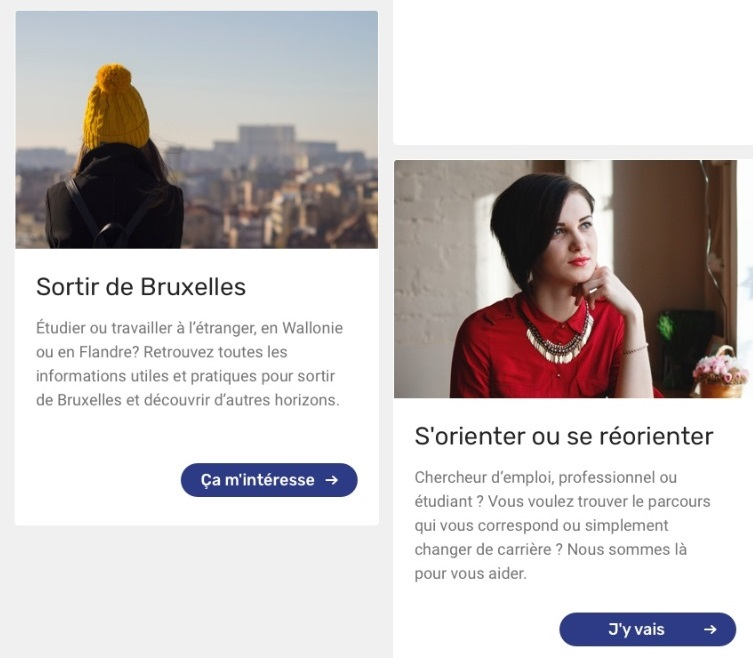 Sortir de Bruxelles
Étudier ou travailler à l’étranger, en Wallonie
ou en Flandre? Retrouvez toutes les
informations utiles et pratiques pour sortir
de Bruxelles et découvrir d’autres horizons.
Ça m'intéresse →
S'orienter ou se réorienter
Chercheur d’emploi, professionnel ou
étudiant ? Vous voulez trouver le parcours
qui vous correspond ou simplement
changer de carrière ? Nous sommes là
pour vous aider.
J'y vais →